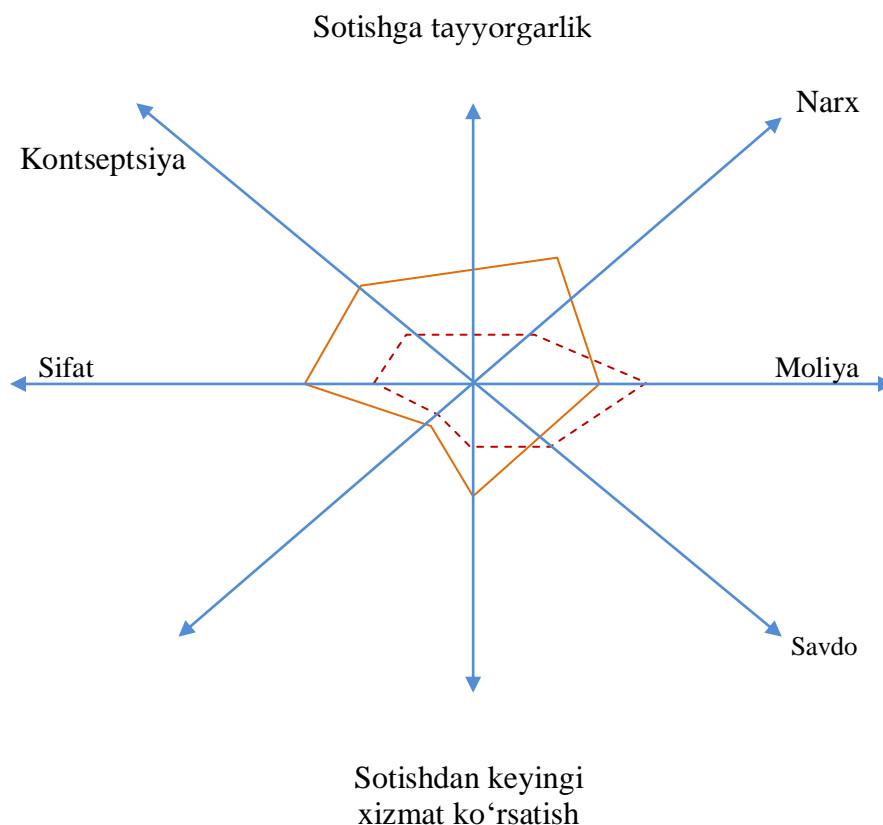 Sotishga tayyorgarlik
Narx
Kontseptsiya
Sifat
Moliya
Savdo
Sotishdan keyingi
xizmat ko‘rsatish